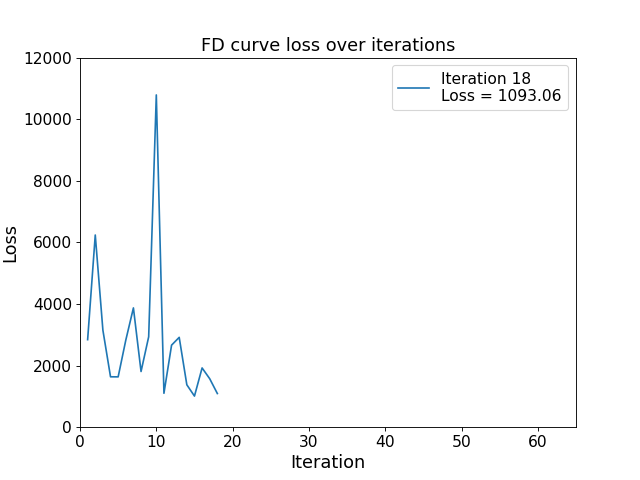 FD curve loss over iterations
Iteration 18
Loss = 1093.06
Loss
12000
10000
8000
6000
4000
2000
0
0 10 20 30 40 50 60
Iteration